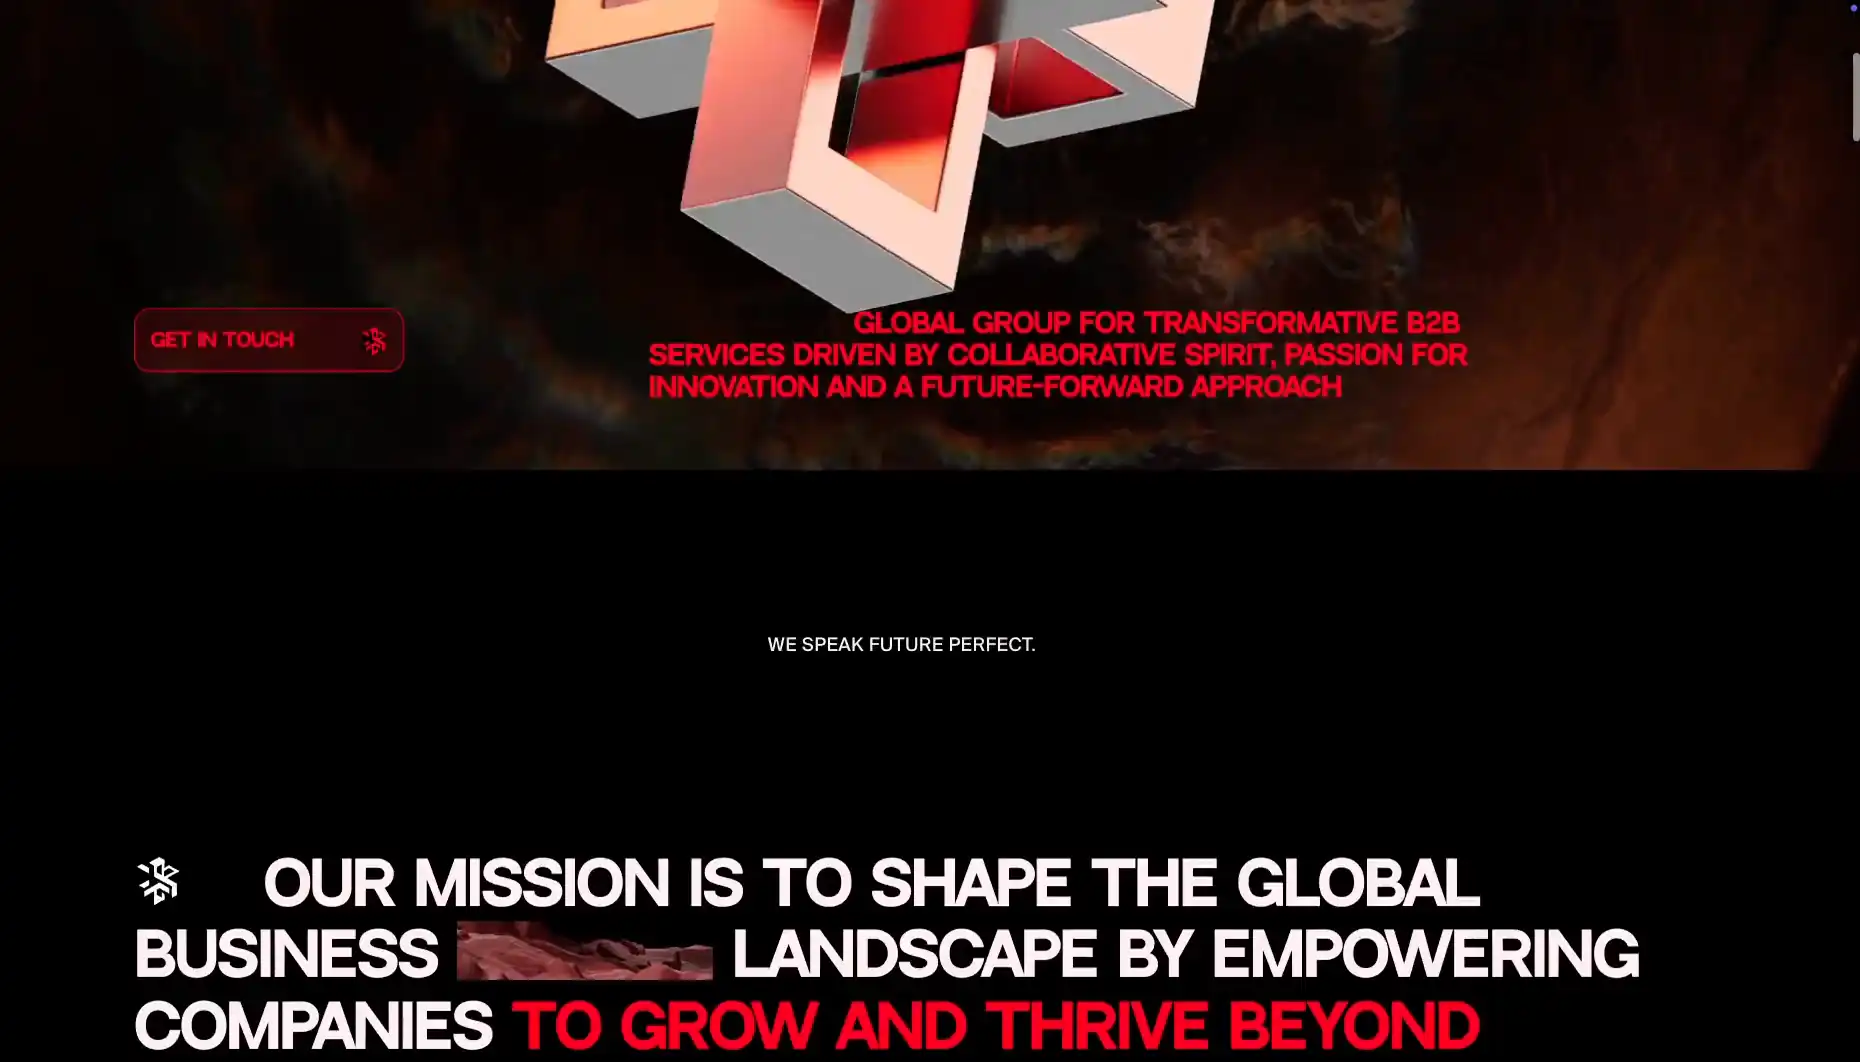 GET IN TOUCH
GLOBAL GROUP FOR TRANSFORMATIVE B2B
SERVICES DRIVEN BY COLLABORATIVE SPIRIT, PASSION FOR
INNOVATION AND A FUTURE-FORWARD APPROACH
WE SPEAK FUTURE PERFECT.
OUR MISSION IS TO SHAPE THE GLOBAL
BUSINESS LANDSCAPE BY EMPOWERING
COMPANIES TO GROW AND THRIVE BEYOND